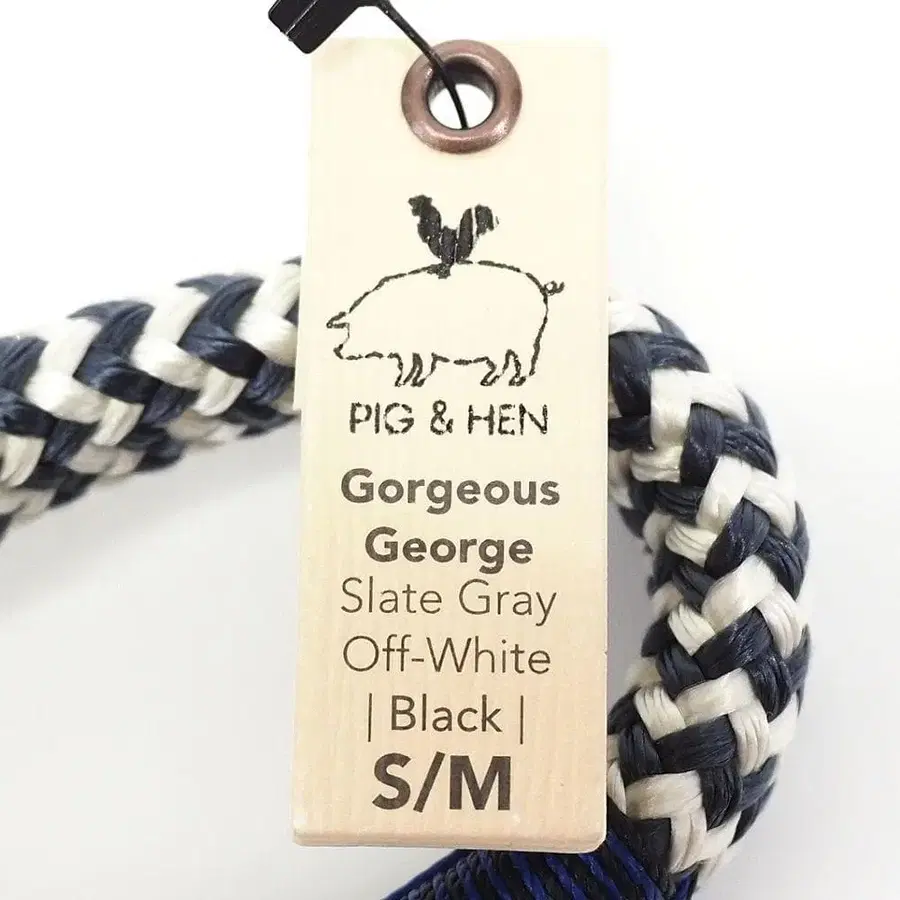 PIG & HEN
Gorgeous
George
Slate Gray
Off-White
| Black |
S/M